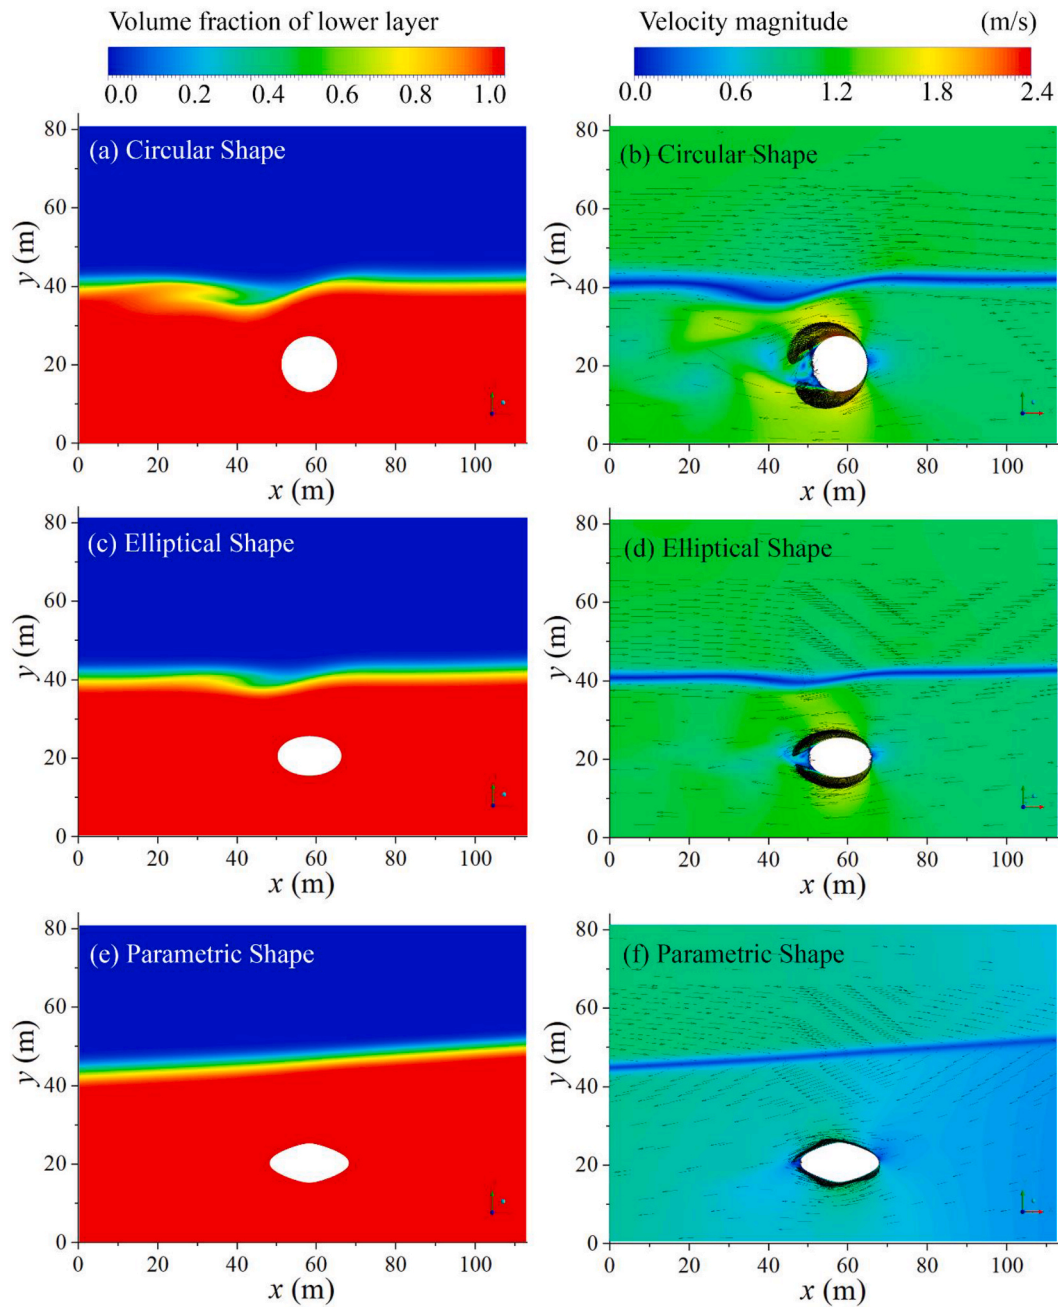 Volume fraction of lower layer
0.0 0.2 0.4 0.6 0.8 1.0
Velocity magnitude (m/s)
0.0 0.6 1.2 1.8 2.4
(a) Circular Shape
y (m)
80
60
40
20
0
0 20 40 60 80 100
x (m)
(b) Circular Shape
y (m)
80
60
40
20
0
0 20 40 60 80 100
x (m)
(c) Elliptical Shape
y (m)
80
60
40
20
0
0 20 40 60 80 100
x (m)
(d) Elliptical Shape
y (m)
80
60
40
20
0
0 20 40 60 80 100
x (m)
(e) Parametric Shape
y (m)
80
60
40
20
0
0 20 40 60 80 100
x (m)
(f) Parametric Shape
y (m)
80
60
40
20
0
0 20 40 60 80 100
x (m)